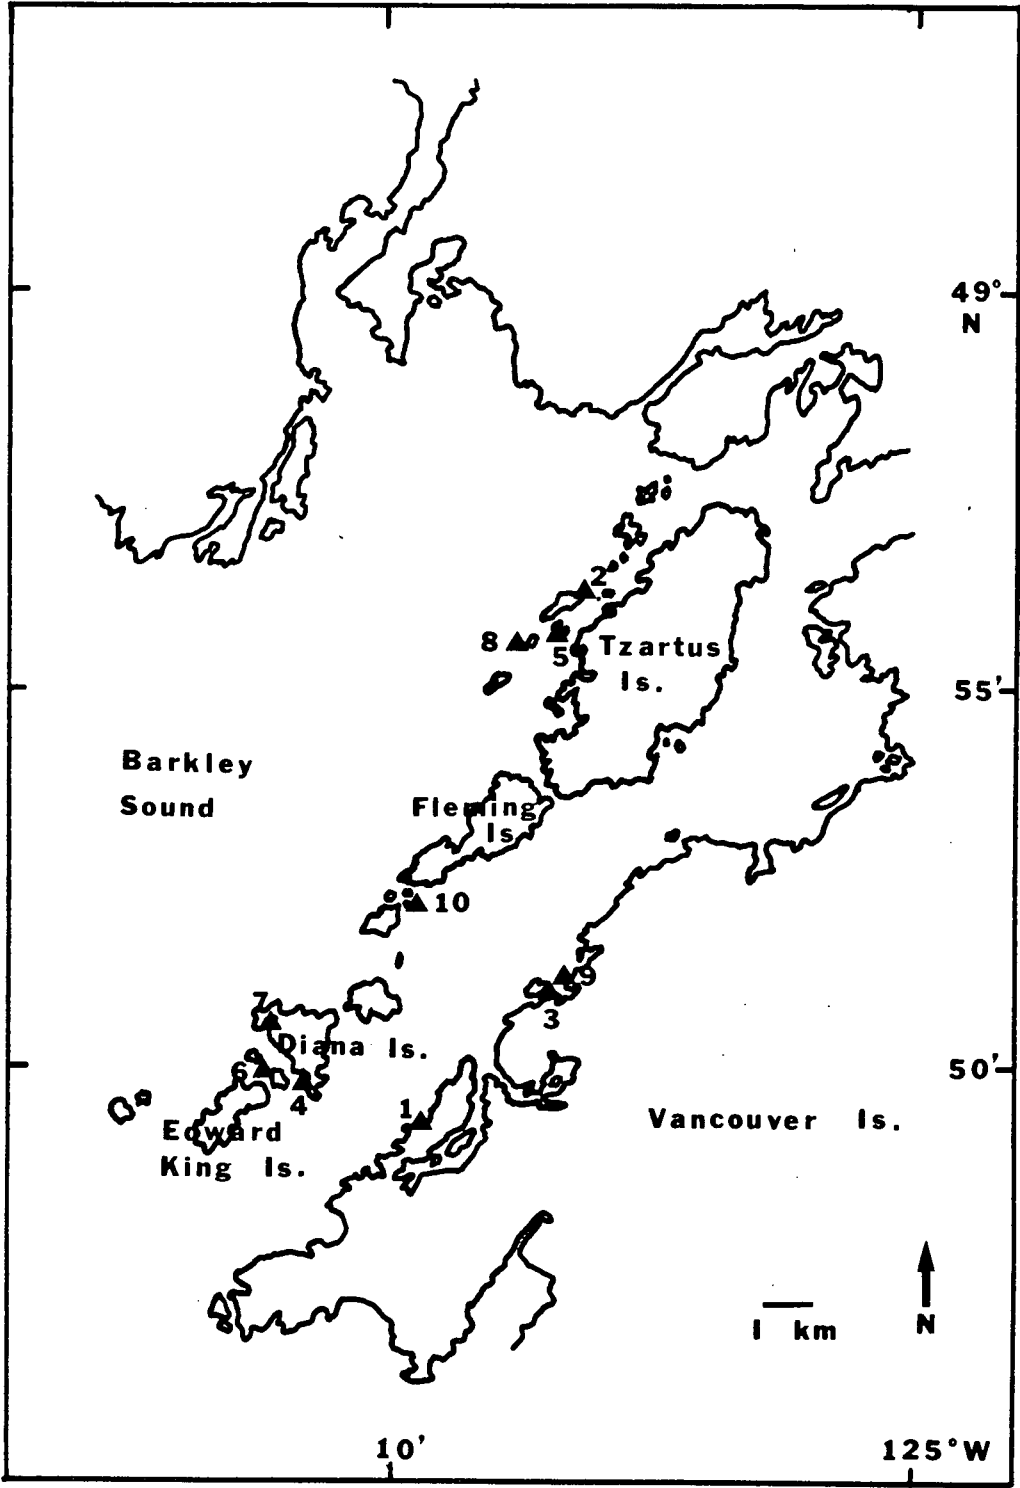 49°
N
2
8
5
Tzartus
Is.
55'
Barkley
Sound
Fleming
Is
10
9
3
7
Diana Is.
6
4
50'
1
Vancouver Is.
Edward
King Is.
1 km
N
10'
125°W